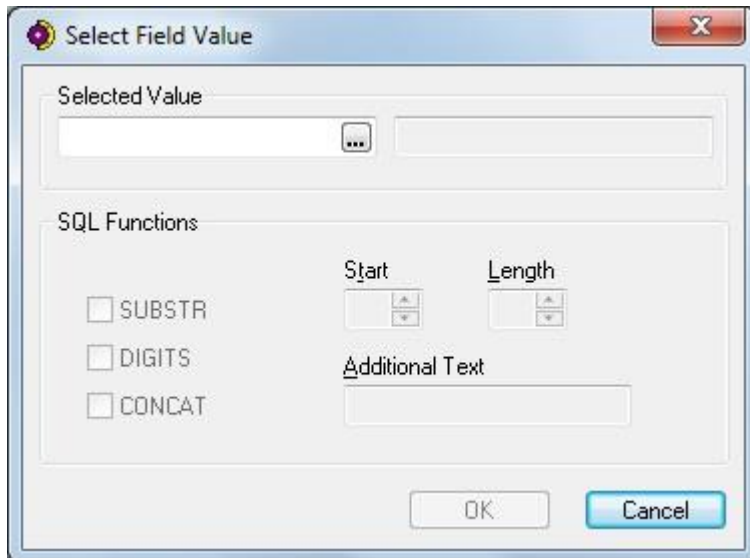 Select Field Value
Selected Value
...
SQL Functions
Start Length
SUBSTR
DIGITS
Additional Text
CONCAT
OK Cancel